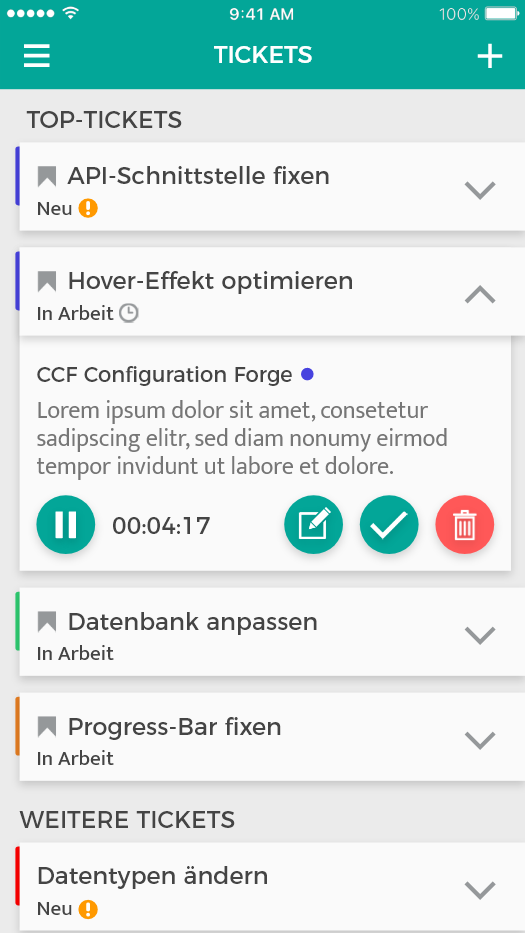 9:41 AM
100%
TICKETS
TOP-TICKETS
API-Schnittstelle fixen
Neu
Hover-Effekt optimieren
In Arbeit
CCF Configuration Forge
Lorem ipsum dolor sit amet, consetetur
sadipscing elitr, sed diam nonumy eirmod
tempor invidunt ut labore et dolore.
00:04:17
Datenbank anpassen
In Arbeit
Progress-Bar fixen
In Arbeit
WEITERE TICKETS
Datentypen ändern
Neu